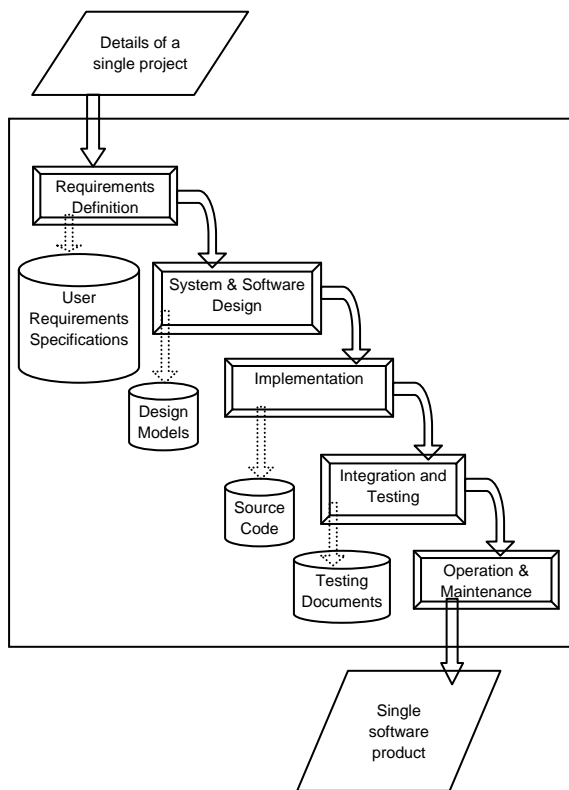 Details of a
single project
Requirements
Definition
User
Requirements
Specifications
System & Software
Design
Design
Models
Implementation
Source
Code
Integration and
Testing
Testing
Documents
Operation &
Maintenance
Single
software
product